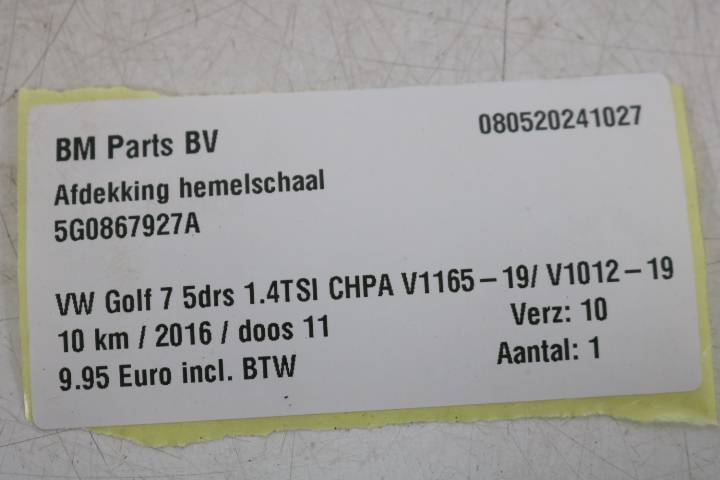 BM Parts BV
080520241027
Afdekking hemelschaal
5G0867927A
VW Golf 7 5drs 1.4TSI CHPA V1165-19/ V1012-19
10 km / 2016 / doos 11
Verz: 10
9.95 Euro incl. BTW
Aantal: 1